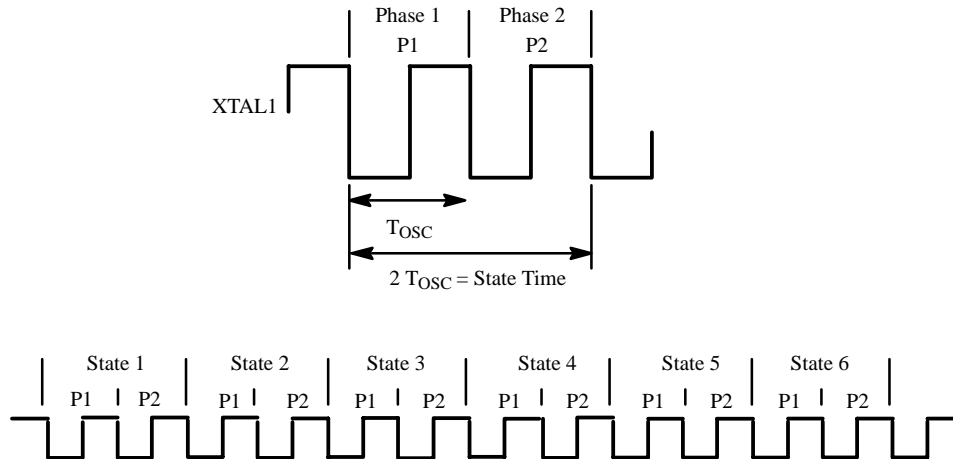 Phase 1 Phase 2
P1 P2
XTAL1
TOSC
2 TOSC = State Time
State 1 State 2 State 3 State 4 State 5 State 6
P1 P2 P1 P2 P1 P2 P1 P2 P1 P2 P1 P2